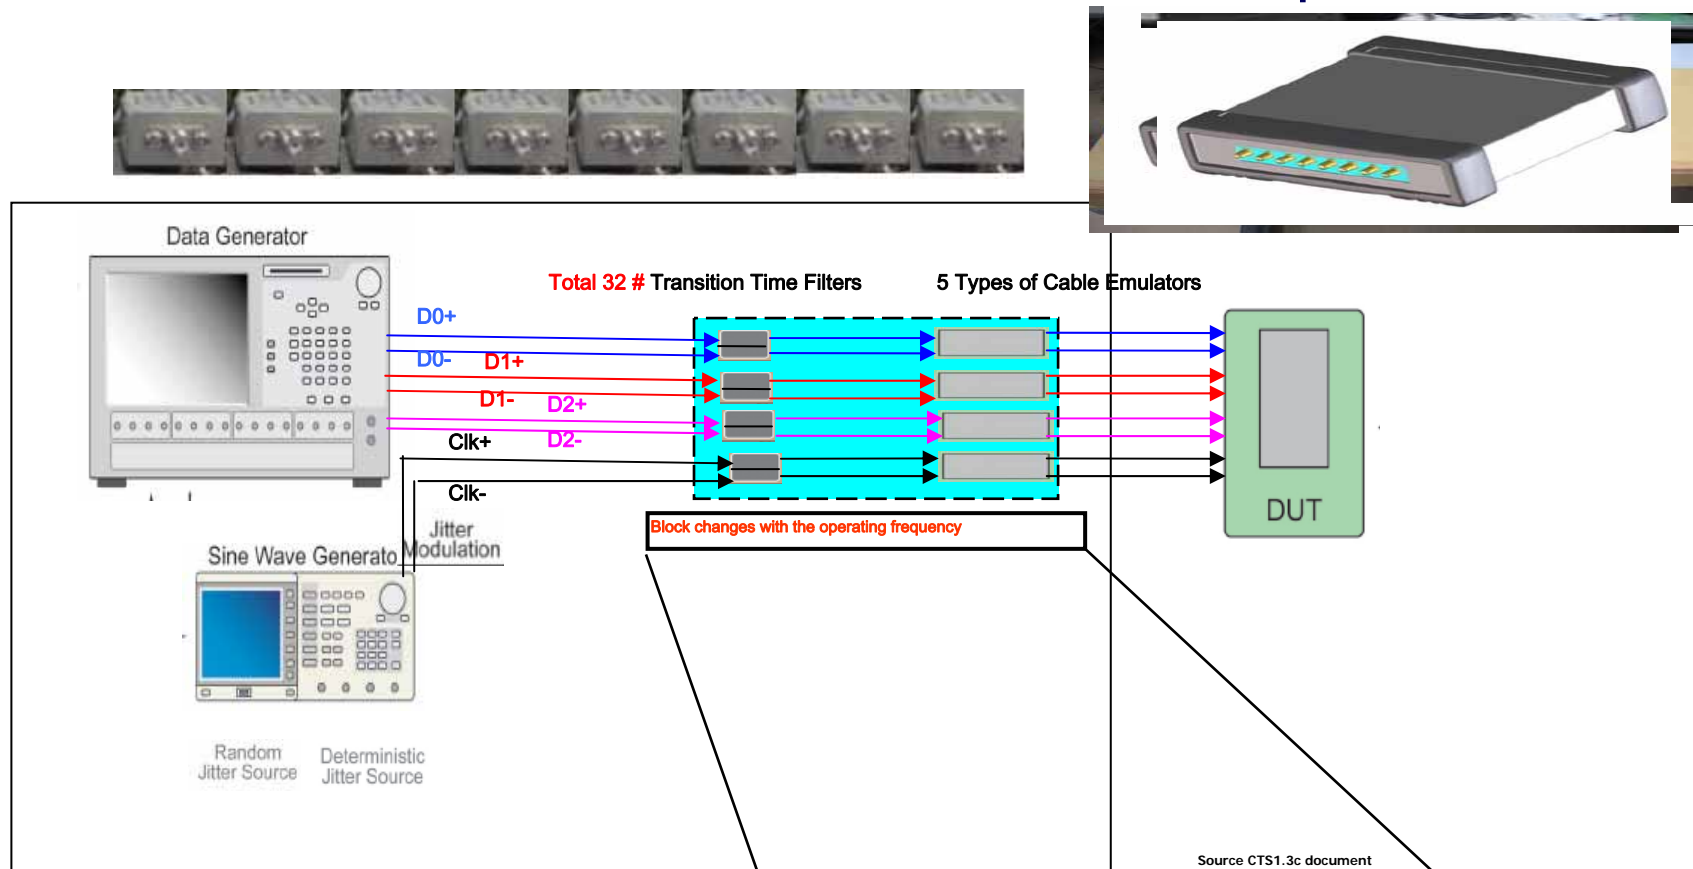 Data Generator
Total 32 # Transition Time Filters
5 Types of Cable Emulators
D0+
D0-
D1+
D1-
D2+
D2-
Clk+
Clk-
DUT
Block changes with the operating frequency
Jitter
Modulation
Sine Wave Generato
Random
Jitter Source
Deterministic
Jitter Source
Source CTS1.3c document